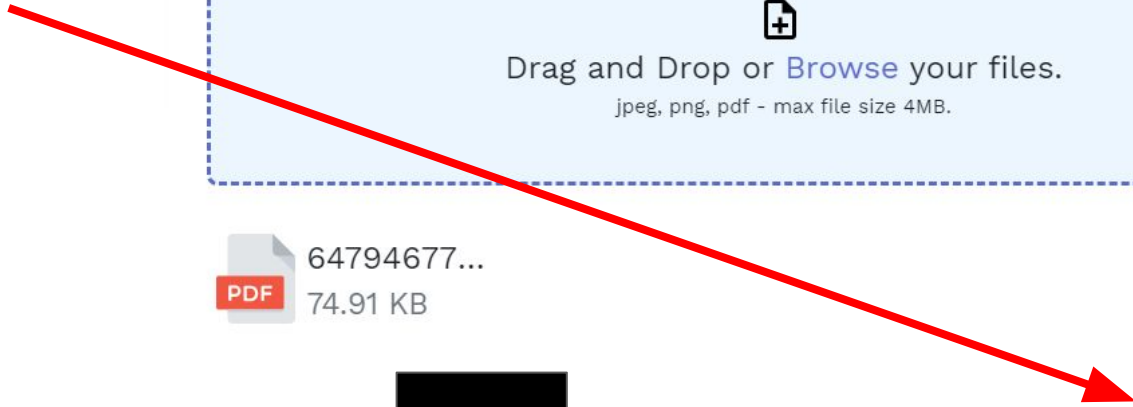 Drag and Drop or Browse your files.
jpeg, png, pdf - max file size 4MB.
64794677...
PDF
74.91 KB